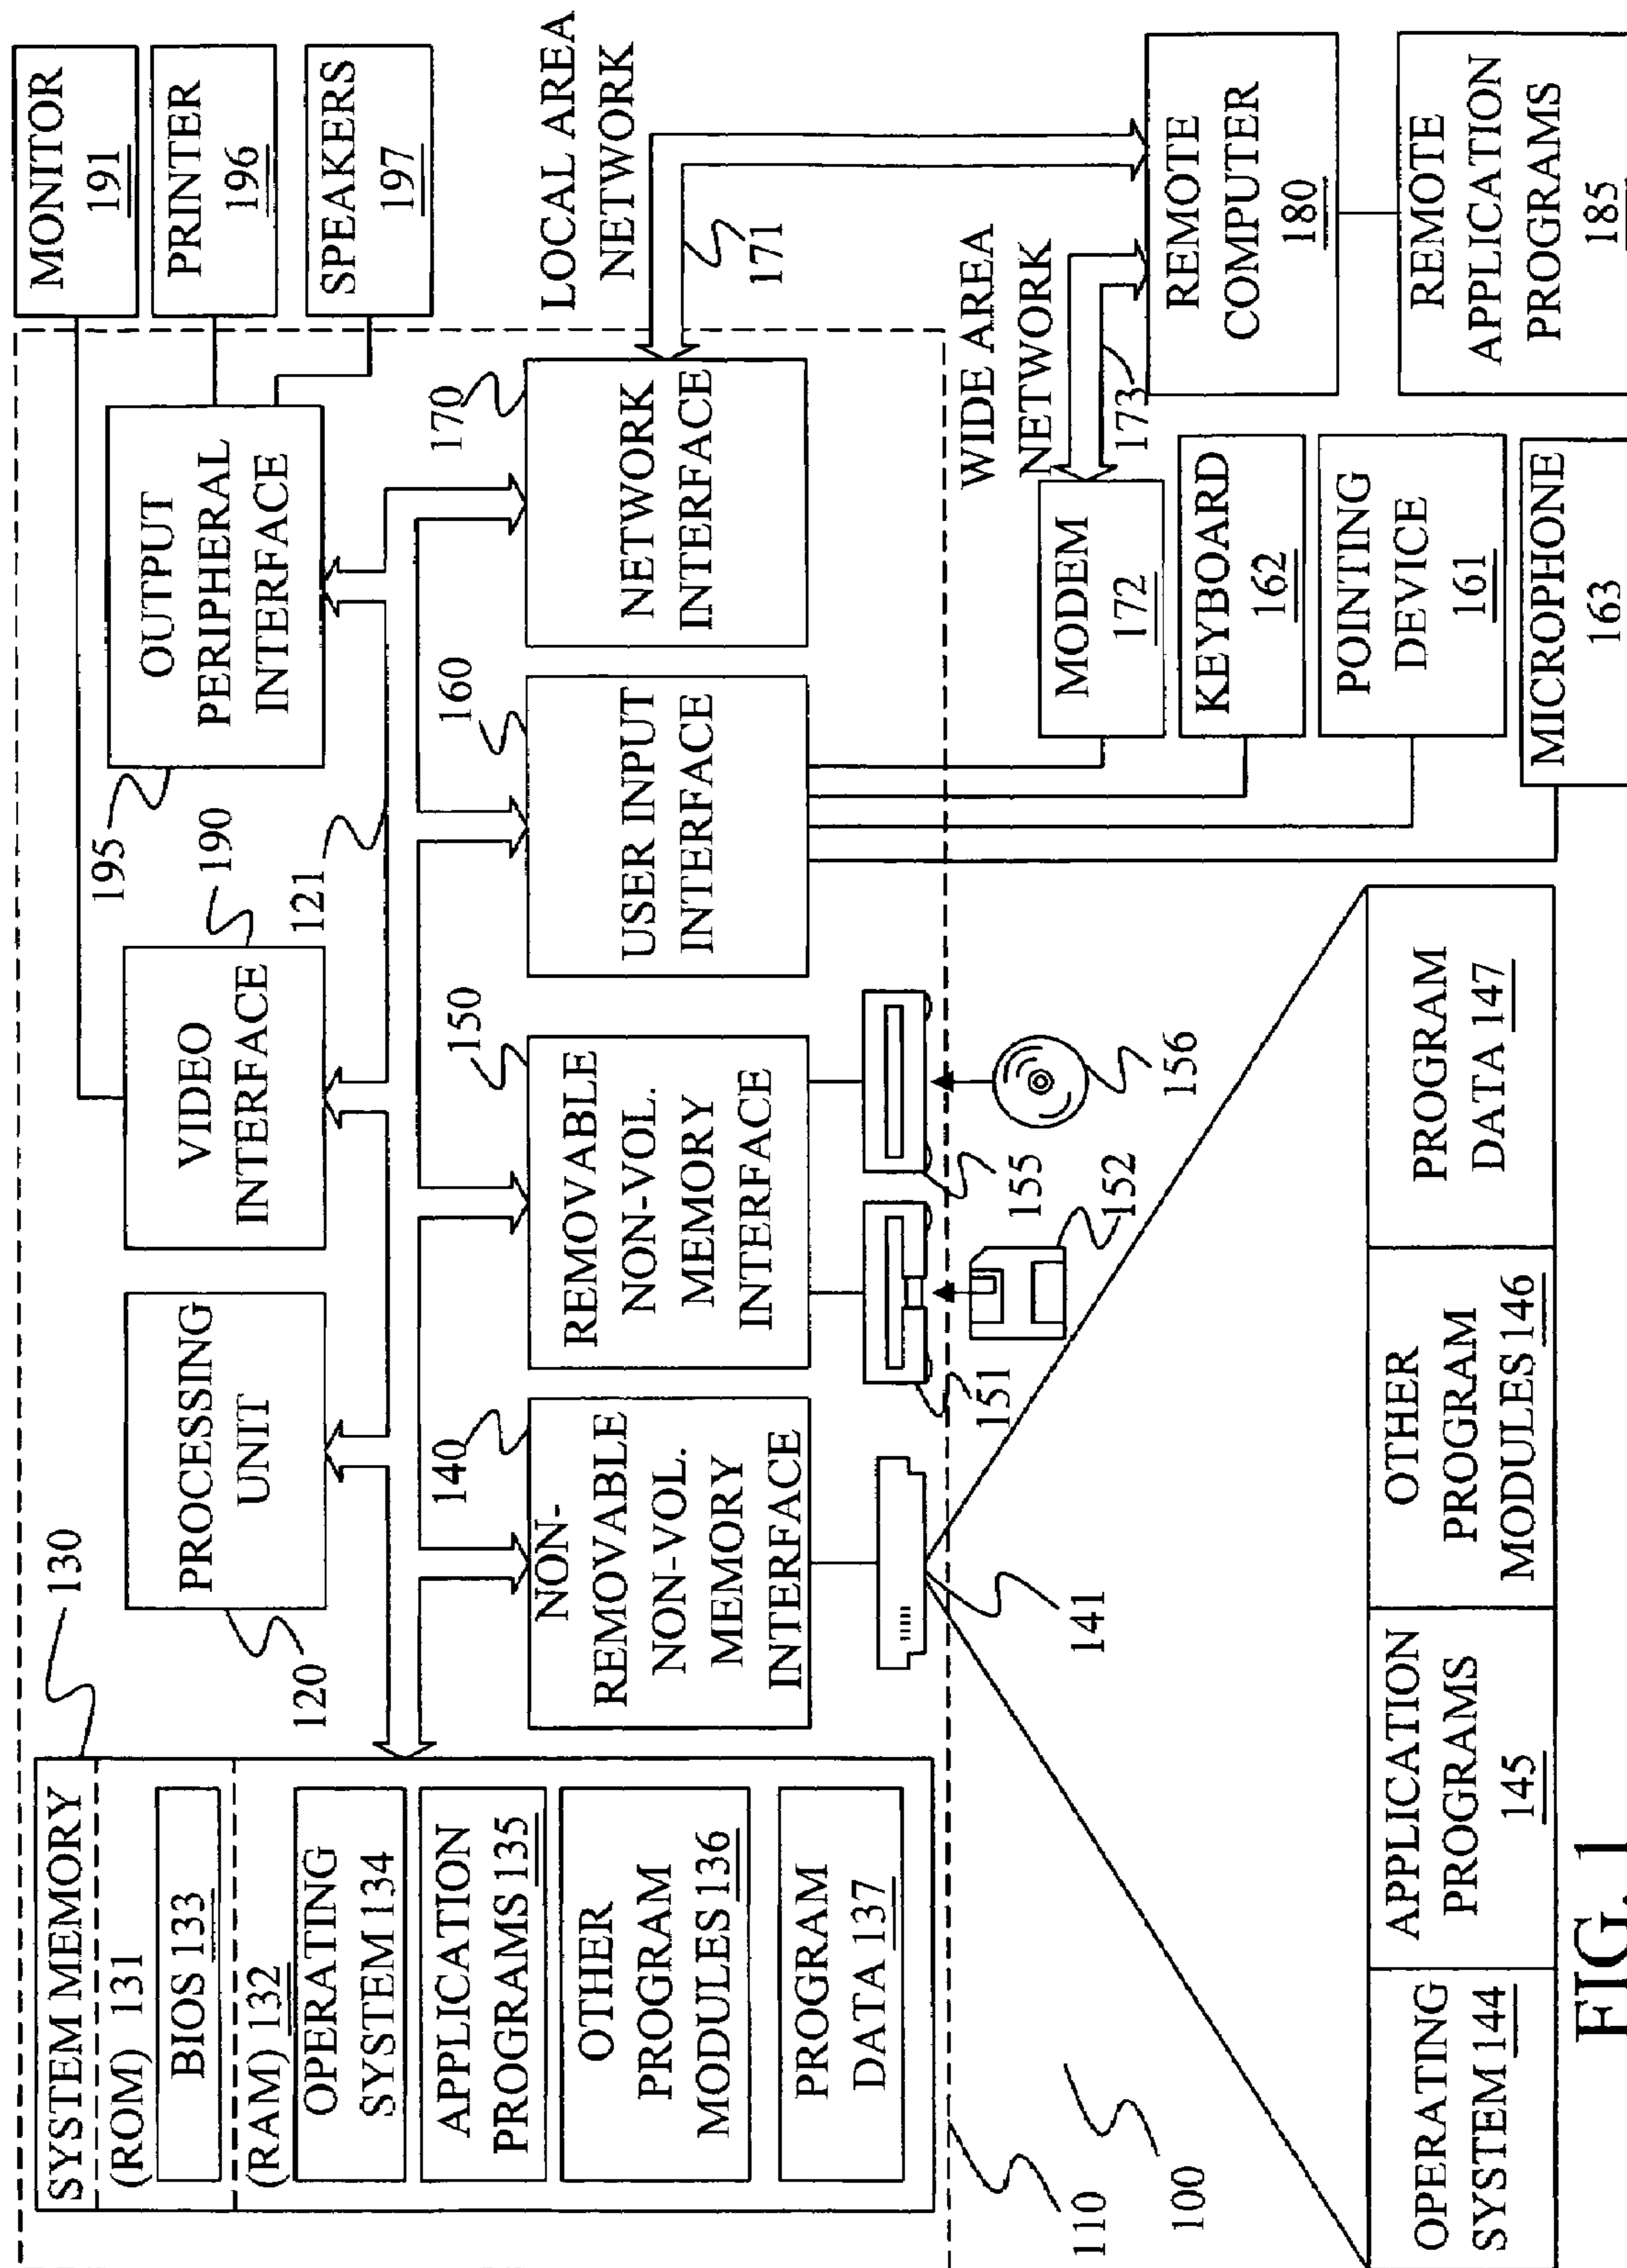 SYSTEM MEMORY
(ROM) 131
BIOS 133
(RAM) 132
OPERATING
SYSTEM 134
APPLICATION
PROGRAMS 135
OTHER
PROGRAM
MODULES 136
PROGRAM
DATA 137
130
PROCESSING
UNIT
120
VIDEO
INTERFACE
190
121
OUTPUT
PERIPHERAL
INTERFACE
195
MONITOR
191
PRINTER
196
SPEAKERS
197
NON-
REMOVABLE
NON-VOL.
MEMORY
INTERFACE
140
REMOVABLE
NON-VOL.
MEMORY
INTERFACE
150
USER INPUT
INTERFACE
160
NETWORK
INTERFACE
170
LOCAL AREA
NETWORK
171
WIDE AREA
NETWORK
173
141
151
152
155
156
MODEM
172
KEYBOARD
162
POINTING
DEVICE
161
MICROPHONE
163
REMOTE
COMPUTER
180
REMOTE
APPLICATION
PROGRAMS
185
110
100
OPERATING
SYSTEM 144
APPLICATION
PROGRAMS
145
OTHER
PROGRAM
MODULES 146
PROGRAM
DATA 147
FIG. 1